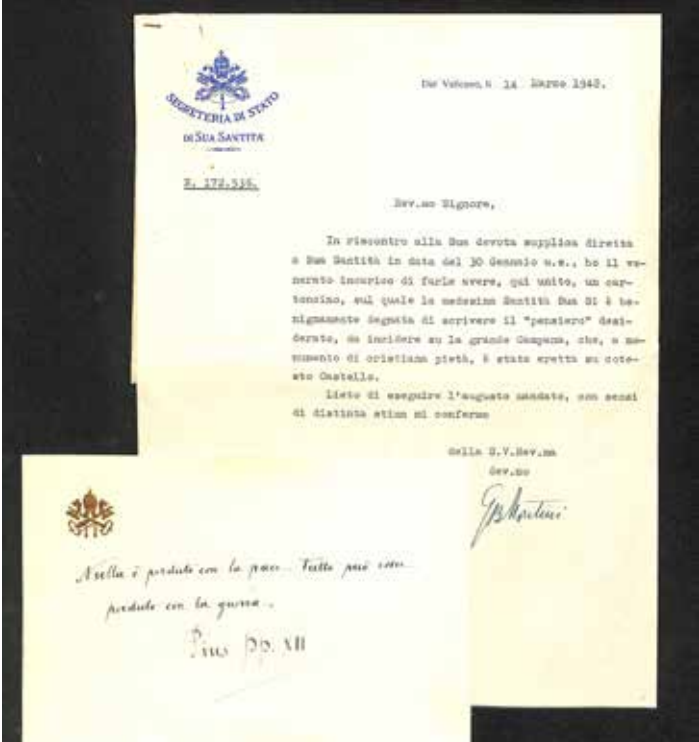 SEGRETERIA DI STATO
DI SUA SANTITÀ
Dal Vaticano, li 14 Marzo 1942.
N. 172.536.
Rev.mo Signore,
In riscontro alla Sua devota supplica diretta
a Sua Santità in data del 30 Gennaio u.s., ho il ve-
nerato incarico di farLe avere, qui unito, un car-
toncino, sul quale la medesima Santità Sua Si è be-
nignamente degnata di scrivere il "pensiero" desi-
derato, da incidere su la grande Campana, che, a mo-
numento di cristiana pietà, è stata eretta su cote-
sto Castello.
Lieto di eseguire l'augusto mandato, con sensi
di distinta stima mi confermo
della S.V.Rev.ma
dev.mo
GBMontini
Nulla è perduto con la pace. Tutto può esser
perduto con la guerra.
Pius pp. XII